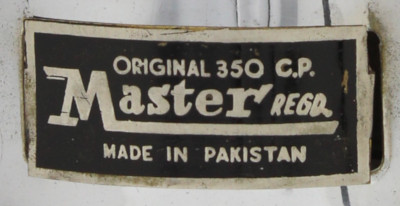 ORIGINAL 350 C.P.
Master REGD.
MADE IN PAKISTAN